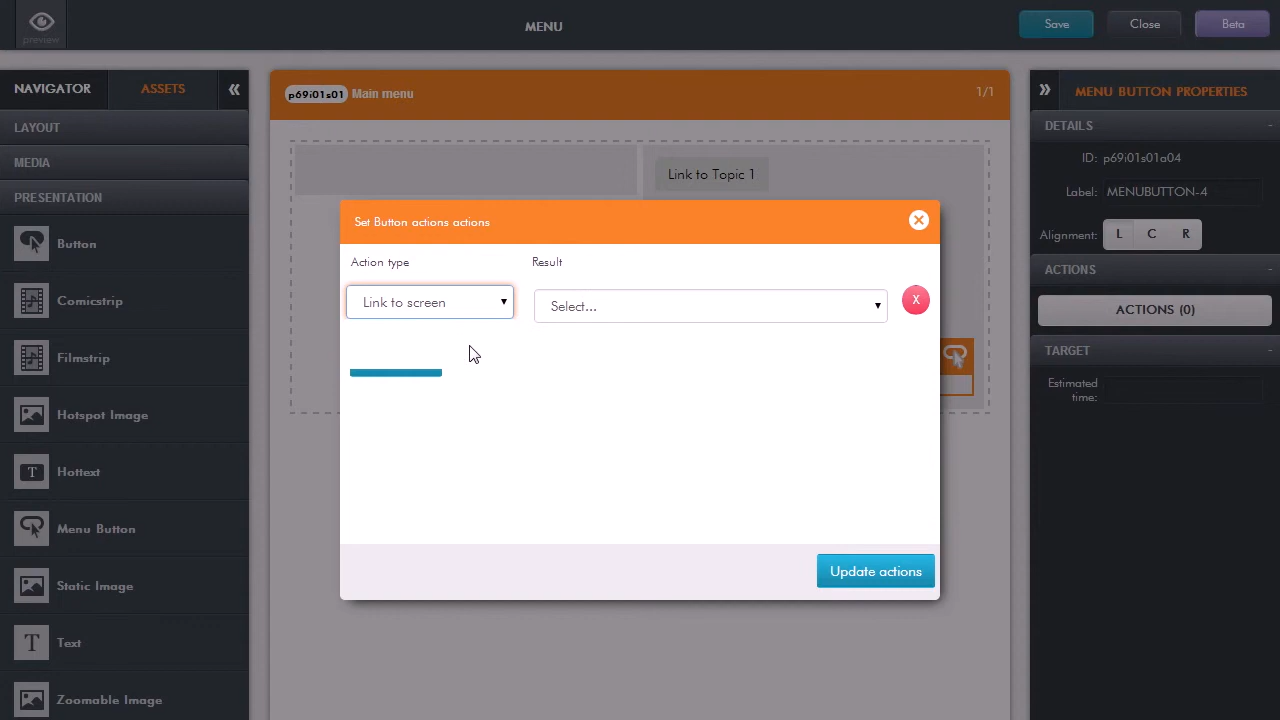 preview
MENU
Save
Close
Beta
NAVIGATOR
ASSETS
«
LAYOUT
MEDIA
PRESENTATION
Button
Comicstrip
Filmstrip
Hotspot Image
T
Hottext
Menu Button
Static Image
T
Text
Zoomable Image
p69i01s01
Main menu
1/1
Link to Topic 1
Set Button actions actions
Action type
Result
Link to screen
Select...
X
Update actions
»
MENU BUTTON PROPERTIES
DETAILS
-
ID: p69i01s01a04
Label: MENUBUTTON-4
Alignment: L C R
ACTIONS
-
ACTIONS (0)
TARGET
-
Estimated
time: